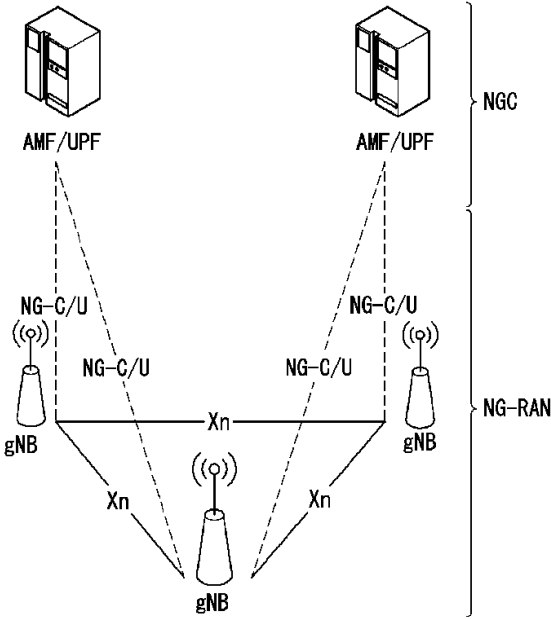 NGC
AMF/UPF
AMF/UPF
NG-C/U
NG-C/U
NG-C/U
NG-C/U
NG-RAN
gNB
Xn
gNB
Xn
Xn
gNB